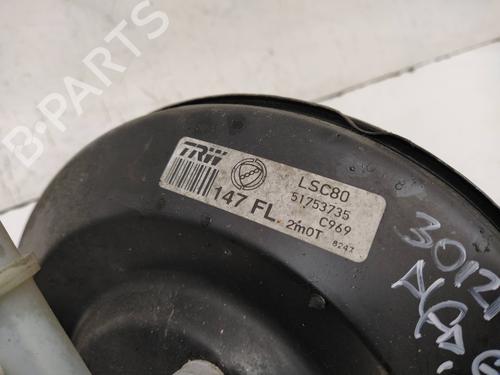 B-PARTS
TRW
LSC80
51753735
147 FL. C969
2m0T 8247
3012